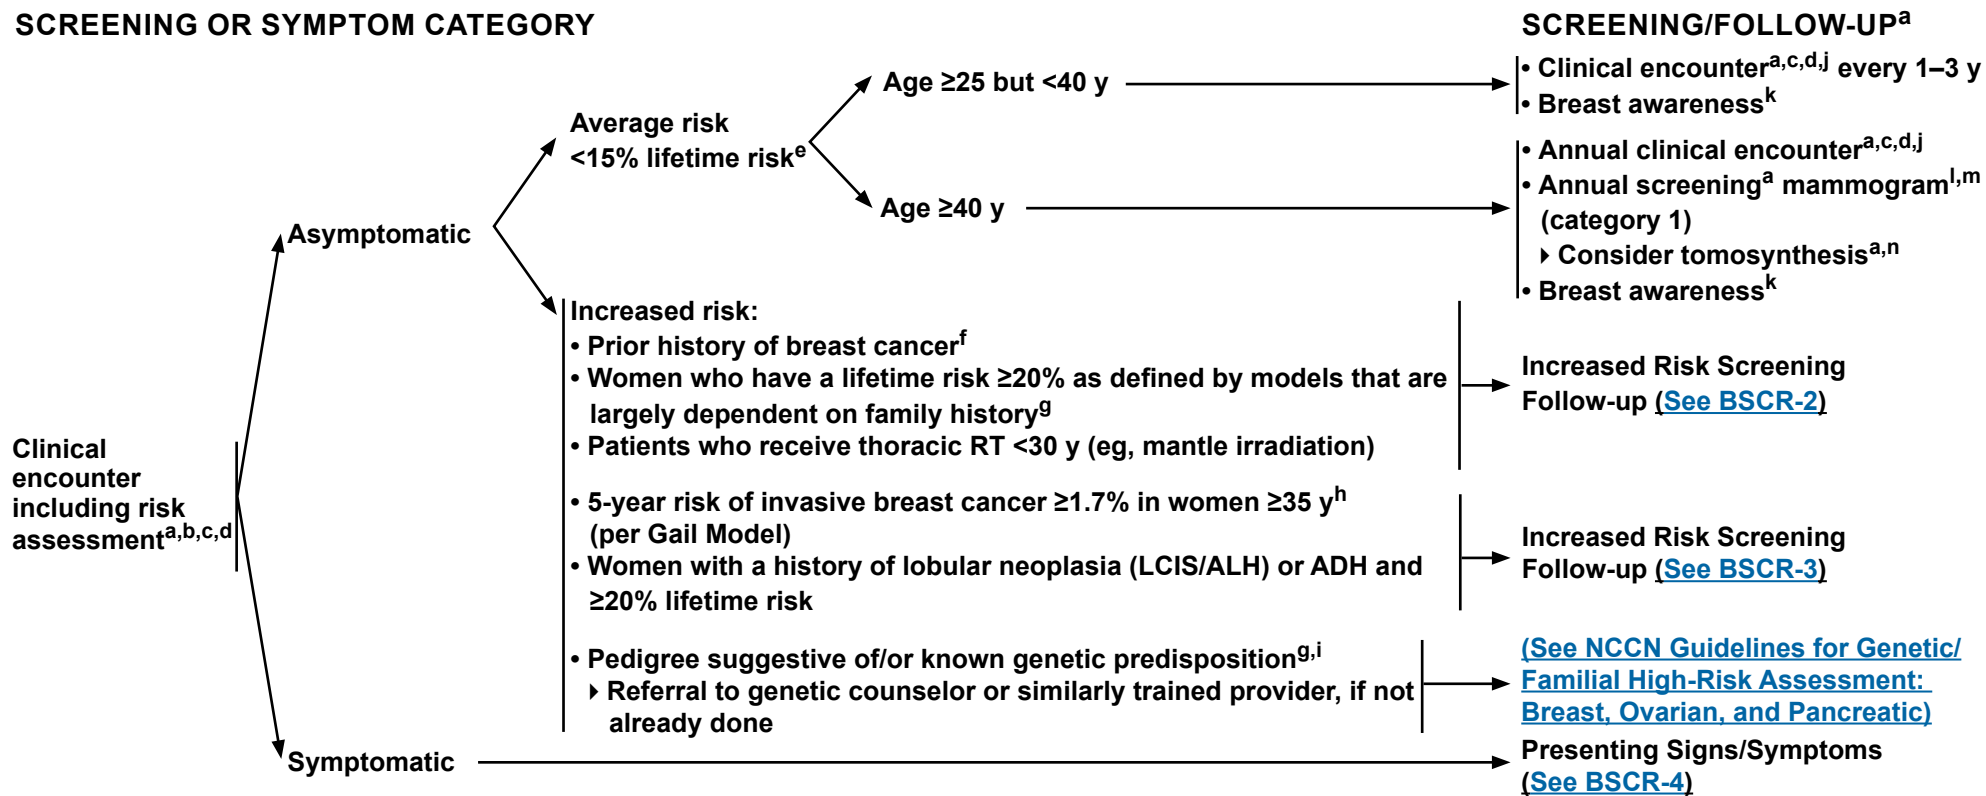 SCREENING OR SYMPTOM CATEGORY
SCREENING/FOLLOW-UPa
Clinical
encounter
including risk
assessmenta,b,c,d
Asymptomatic
Average risk
<15% lifetime riske
Age ≥25 but <40 y
• Clinical encountera,c,d,j every 1–3 y
• Breast awarenessk
Age ≥40 y
• Annual clinical encountera,c,d,j
• Annual screeninga mammograml,m
(category 1)
▸ Consider tomosynthesisa,n
• Breast awarenessk
Increased risk:
• Prior history of breast cancerf
• Women who have a lifetime risk ≥20% as defined by models that are
largely dependent on family historyg
• Patients who receive thoracic RT <30 y (eg, mantle irradiation)
Increased Risk Screening
Follow-up (See BSCR-2)
• 5-year risk of invasive breast cancer ≥1.7% in women ≥35 yh
(per Gail Model)
• Women with a history of lobular neoplasia (LCIS/ALH) or ADH and
≥20% lifetime risk
Increased Risk Screening
Follow-up (See BSCR-3)
• Pedigree suggestive of/or known genetic predispositiong,i
▸ Referral to genetic counselor or similarly trained provider, if not
already done
(See NCCN Guidelines for Genetic/
Familial High-Risk Assessment:
Breast, Ovarian, and Pancreatic)
Symptomatic
Presenting Signs/Symptoms
(See BSCR-4)